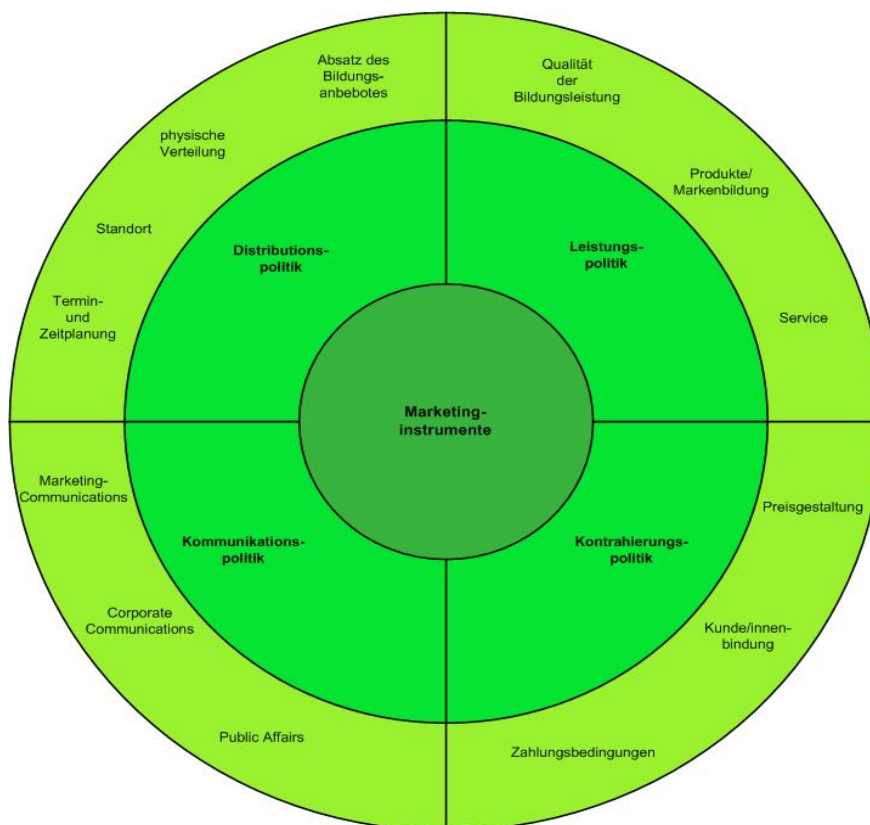 Absatz des
Bildungs-
anbebotes
Qualität
der
Bildungsleistung
physische
Verteilung
Produkte/
Markenbildung
Standort
Distributions-
politik
Leistungs-
politik
Termin-
und
Zeitplanung
Service
Marketing-
instrumente
Marketing-
Communications
Preisgestaltung
Kommunikations-
politik
Kontrahierungs-
politik
Corporate
Communications
Kunde/innen-
bindung
Public Affairs
Zahlungsbedingungen